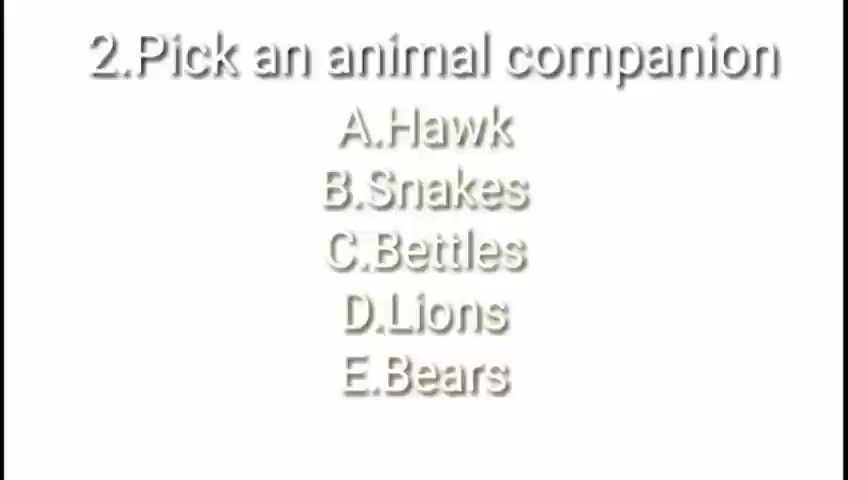 2.Pick an animal companion
A.Hawk
B.Snakes
C.Bettles
D.Lions
E.Bears